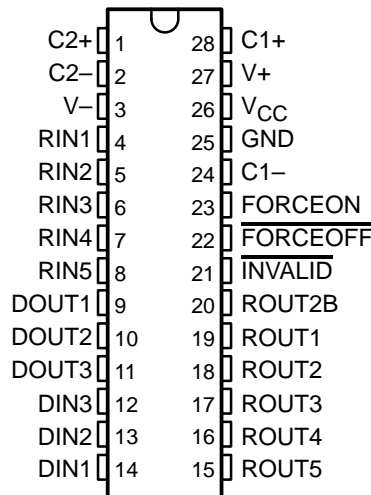 C2+ 1 28 C1+
C2– 2 27 V+
V– 3 26 VCC
RIN1 4 25 GND
RIN2 5 24 C1–
RIN3 6 23 FORCEON
RIN4 7 22 FORCEOFF
RIN5 8 21 INVALID
DOUT1 9 20 ROUT2B
DOUT2 10 19 ROUT1
DOUT3 11 18 ROUT2
DIN3 12 17 ROUT3
DIN2 13 16 ROUT4
DIN1 14 15 ROUT5